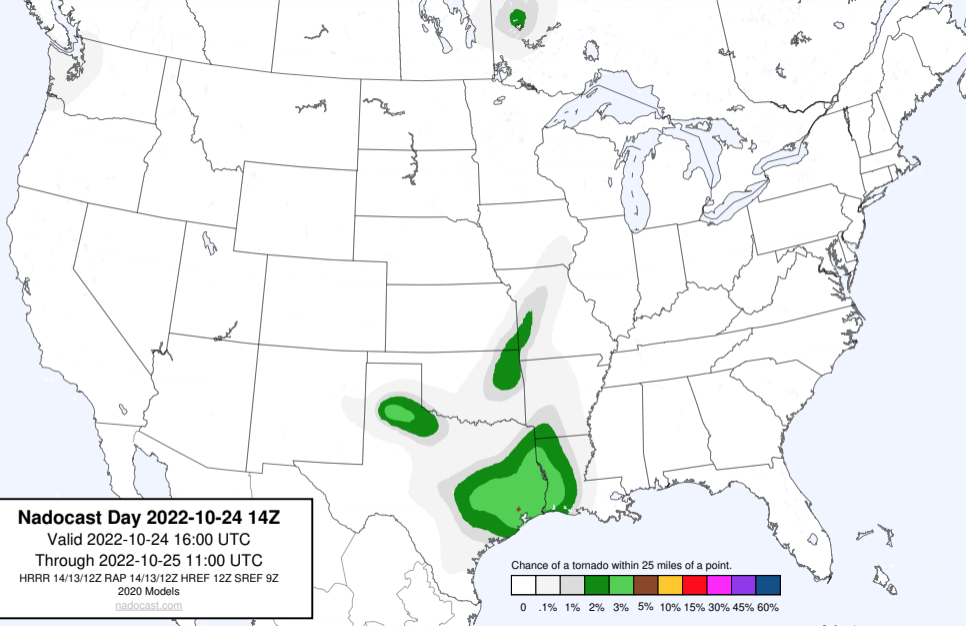 Nadocast Day 2022-10-24 14Z
Valid 2022-10-24 16:00 UTC
Through 2022-10-25 11:00 UTC
HRRR 14/13/12Z RAP 14/13/12Z HREF 12Z SREF 9Z
2020 Models
nadocast.com
Chance of a tornado within 25 miles of a point.
0 .1% 1% 2% 3% 5% 10% 15% 30% 45% 60%